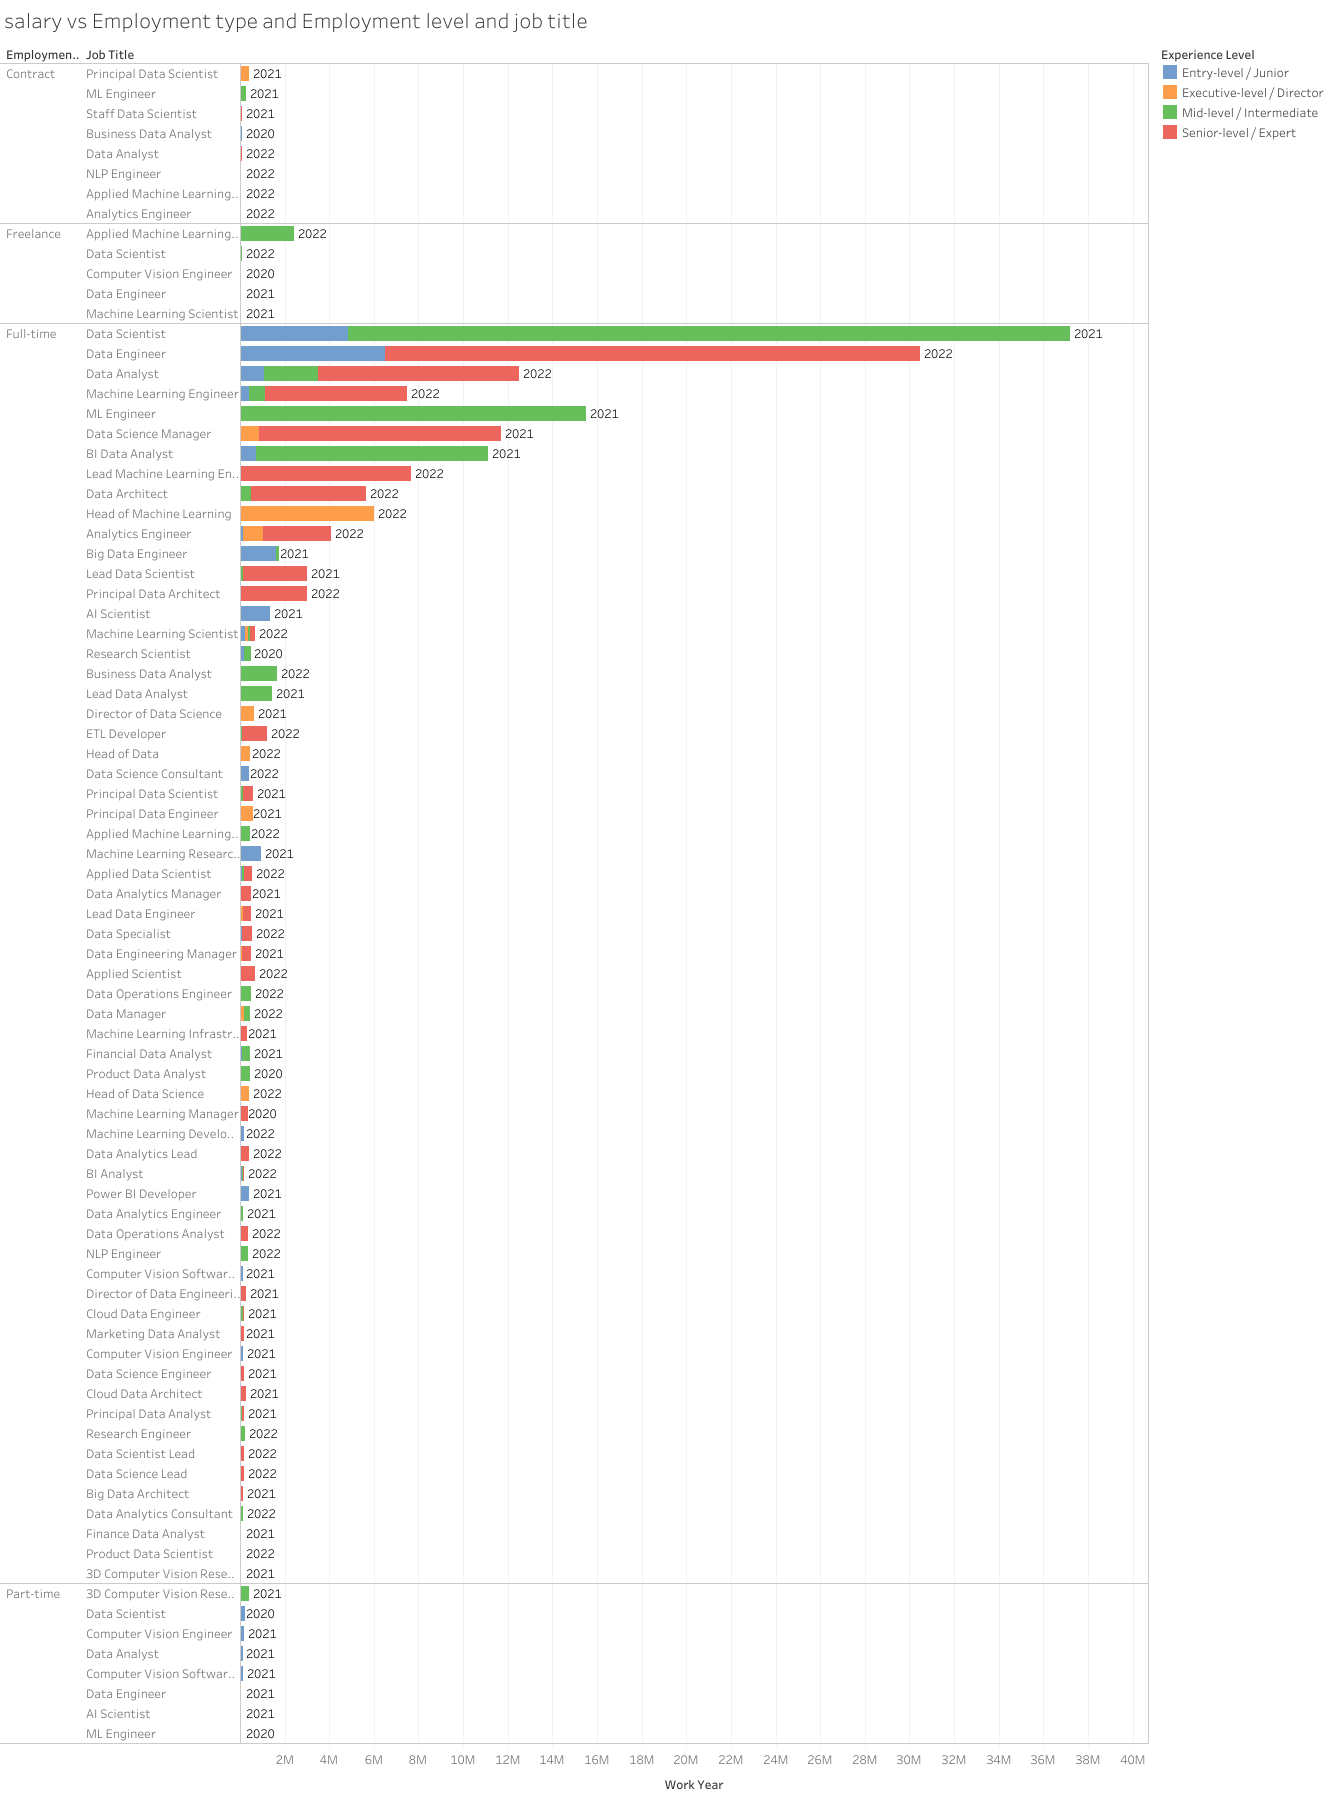 salary vs Employment type and Employment level and job title
Employmen.. Job Title
Experience Level
Entry-level / Junior
Executive-level / Director
Mid-level / Intermediate
Senior-level / Expert
Contract Principal Data Scientist 2021
ML Engineer 2021
Staff Data Scientist 2021
Business Data Analyst 2020
Data Analyst 2022
NLP Engineer 2022
Applied Machine Learning.. 2022
Analytics Engineer 2022
Freelance Applied Machine Learning.. 2022
Data Scientist 2022
Computer Vision Engineer 2020
Data Engineer 2021
Machine Learning Scientist 2021
Full-time Data Scientist 2021
Data Engineer 2022
Data Analyst 2022
Machine Learning Engineer 2022
ML Engineer 2021
Data Science Manager 2021
BI Data Analyst 2021
Lead Machine Learning En.. 2022
Data Architect 2022
Head of Machine Learning 2022
Analytics Engineer 2022
Big Data Engineer 2021
Lead Data Scientist 2021
Principal Data Architect 2022
AI Scientist 2021
Machine Learning Scientist 2022
Research Scientist 2020
Business Data Analyst 2022
Lead Data Analyst 2021
Director of Data Science 2021
ETL Developer 2022
Head of Data 2022
Data Science Consultant 2022
Principal Data Scientist 2021
Principal Data Engineer 2021
Applied Machine Learning.. 2022
Machine Learning Researc.. 2021
Applied Data Scientist 2022
Data Analytics Manager 2021
Lead Data Engineer 2021
Data Specialist 2022
Data Engineering Manager 2021
Applied Scientist 2022
Data Operations Engineer 2022
Data Manager 2022
Machine Learning Infrastr.. 2021
Financial Data Analyst 2021
Product Data Analyst 2020
Head of Data Science 2022
Machine Learning Manager 2020
Machine Learning Develo.. 2022
Data Analytics Lead 2022
BI Analyst 2022
Power BI Developer 2021
Data Analytics Engineer 2021
Data Operations Analyst 2022
NLP Engineer 2022
Computer Vision Softwar.. 2021
Director of Data Engineeri.. 2021
Cloud Data Engineer 2021
Marketing Data Analyst 2021
Computer Vision Engineer 2021
Data Science Engineer 2021
Cloud Data Architect 2021
Principal Data Analyst 2021
Research Engineer 2022
Data Scientist Lead 2022
Data Science Lead 2022
Big Data Architect 2021
Data Analytics Consultant 2022
Finance Data Analyst 2021
Product Data Scientist 2022
3D Computer Vision Rese.. 2021
Part-time 3D Computer Vision Rese.. 2021
Data Scientist 2020
Computer Vision Engineer 2021
Data Analyst 2021
Computer Vision Softwar.. 2021
Data Engineer 2021
AI Scientist 2021
ML Engineer 2020
2M 4M 6M 8M 10M 12M 14M 16M 18M 20M 22M 24M 26M 28M 30M 32M 34M 36M 38M 40M
Work Year